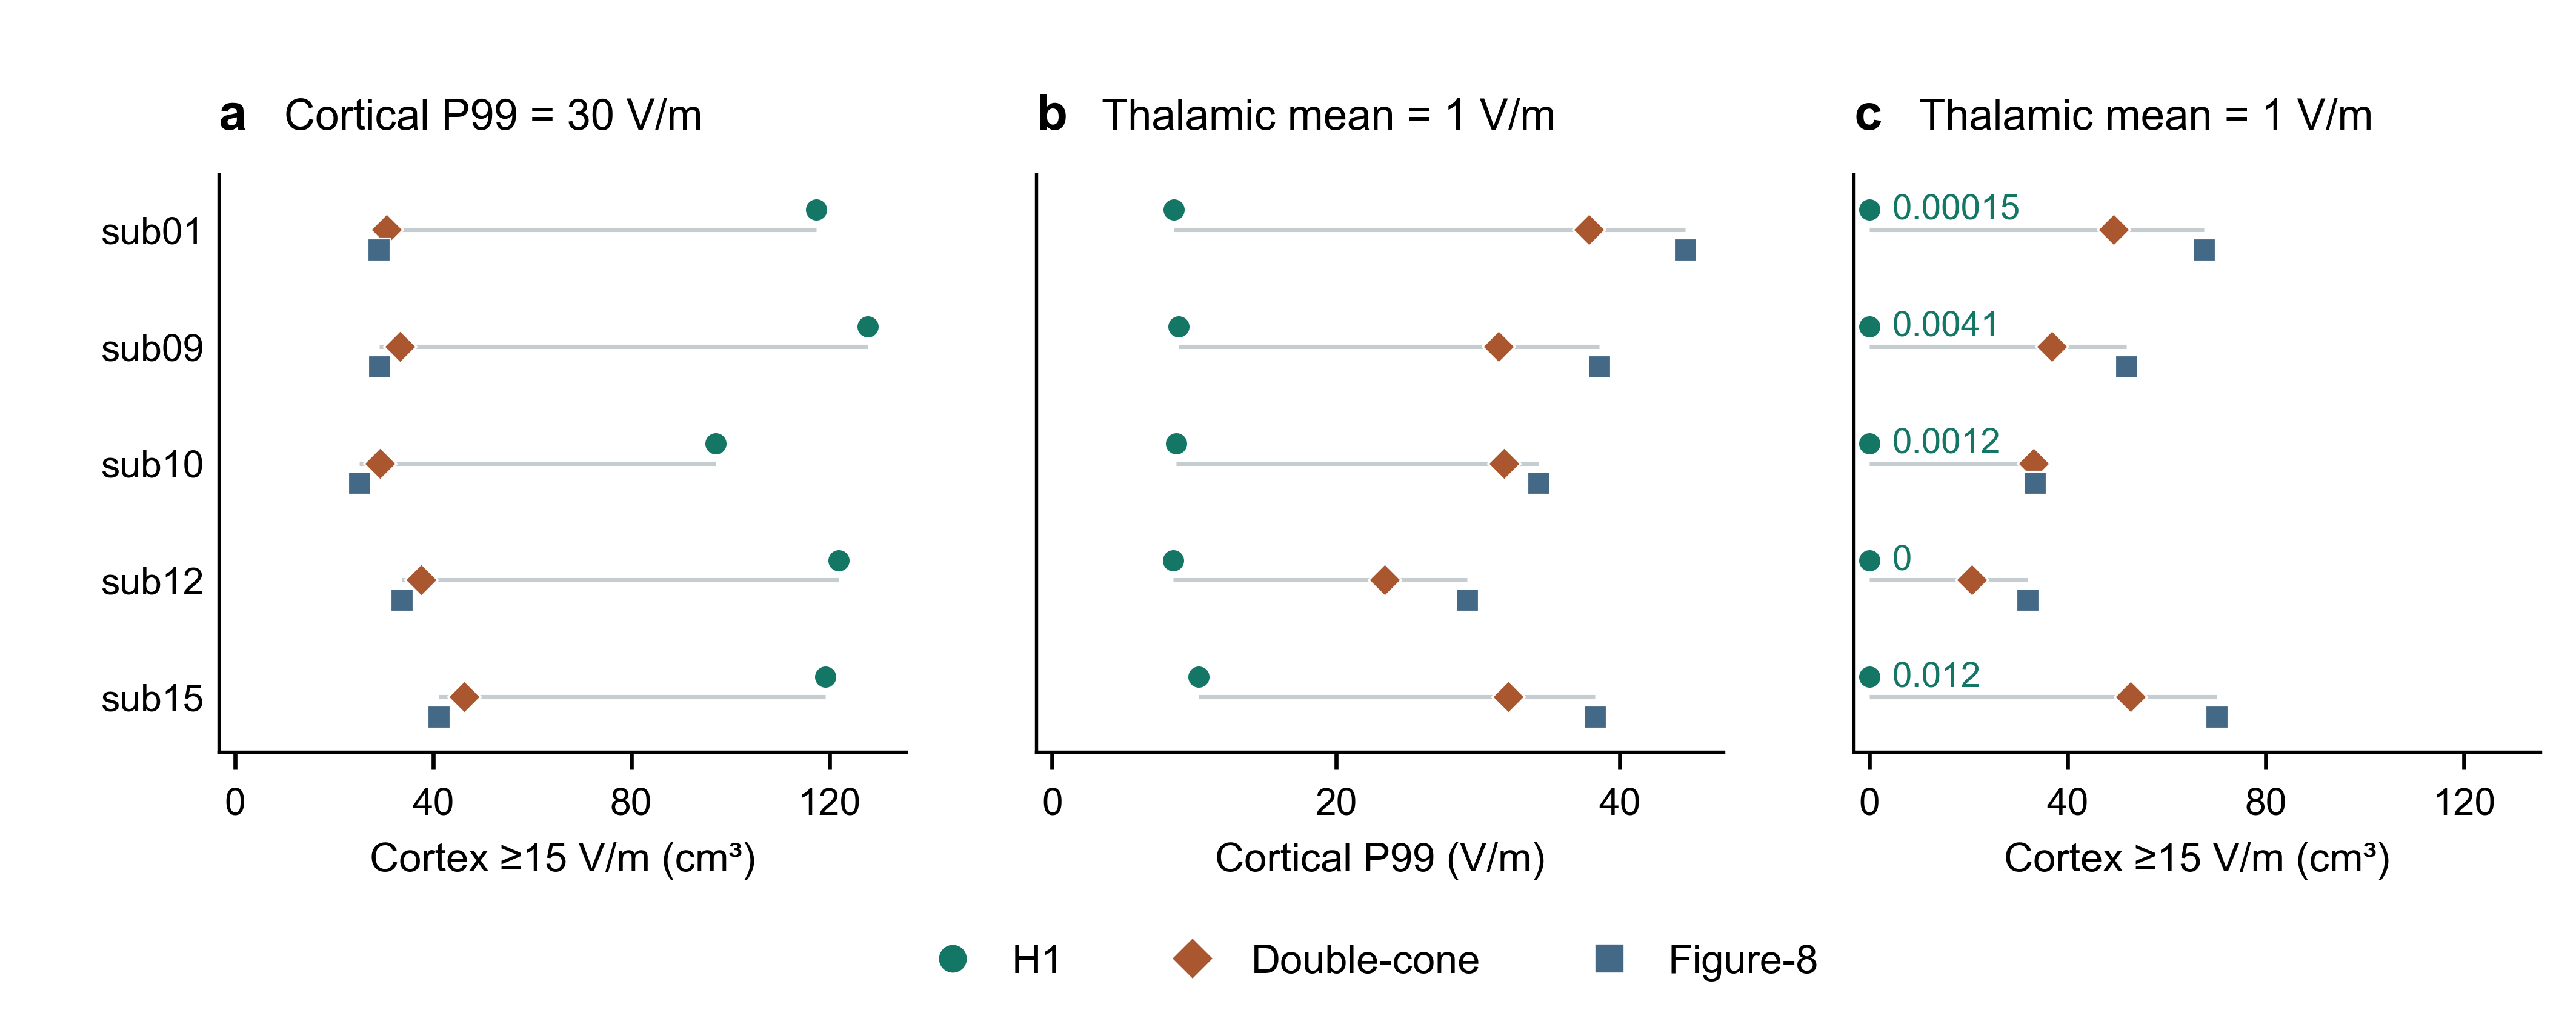 a Cortical P99 = 30 V/m
b Thalamic mean = 1 V/m
c Thalamic mean = 1 V/m
sub01
sub09
sub10
sub12
sub15
0.00015
0.0041
0.0012
0
0.012
0 40 80 120
0 20 40
0 40 80 120
Cortex ≥15 V/m (cm³)
Cortical P99 (V/m)
Cortex ≥15 V/m (cm³)
H1 Double-cone Figure-8